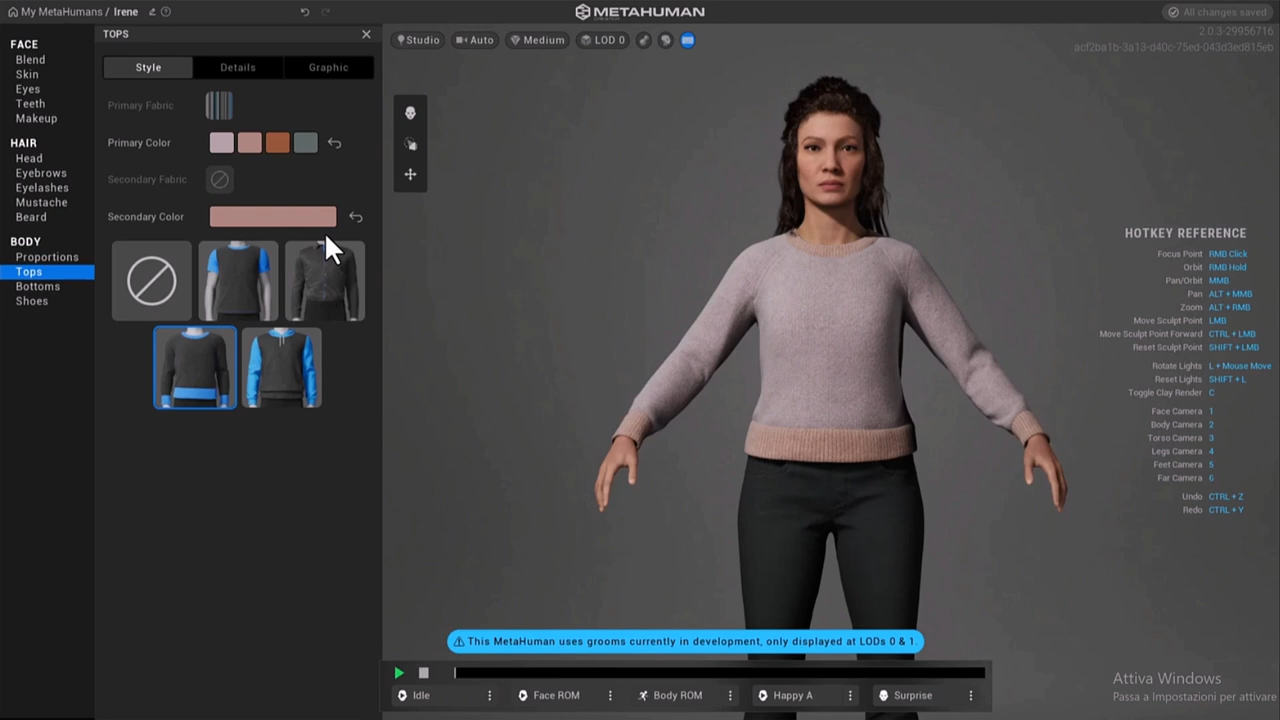 My MetaHumans / Irene
METAHUMAN
CREATOR
All changes saved
2.0.3-29956716
acf2ba1b-3a13-d40c-75ed-043d3ed815eb
FACE
Blend
Skin
Eyes
Teeth
Makeup
HAIR
Head
Eyebrows
Eyelashes
Mustache
Beard
BODY
Proportions
Tops
Bottoms
Shoes
TOPS
Style
Details
Graphic
Primary Fabric
Primary Color
Secondary Fabric
Secondary Color
Studio
Auto
Medium
LOD 0
HOTKEY REFERENCE
Focus Point RMB Click
Orbit RMB Hold
Pan/Orbit MMB
Pan ALT + MMB
Zoom ALT + RMB
Move Sculpt Point LMB
Move Sculpt Point Forward CTRL + LMB
Reset Sculpt Point SHIFT + LMB
Rotate Lights L + Mouse Move
Reset Lights SHIFT + L
Toggle Clay Render C
Face Camera 1
Body Camera 2
Torso Camera 3
Legs Camera 4
Feet Camera 5
Far Camera 6
Undo CTRL + Z
Redo CTRL + Y
This MetaHuman uses grooms currently in development, only displayed at LODs 0 & 1.
Idle
Face ROM
Body ROM
Happy A
Surprise
Attiva Windows
Passa a Impostazioni per attivare